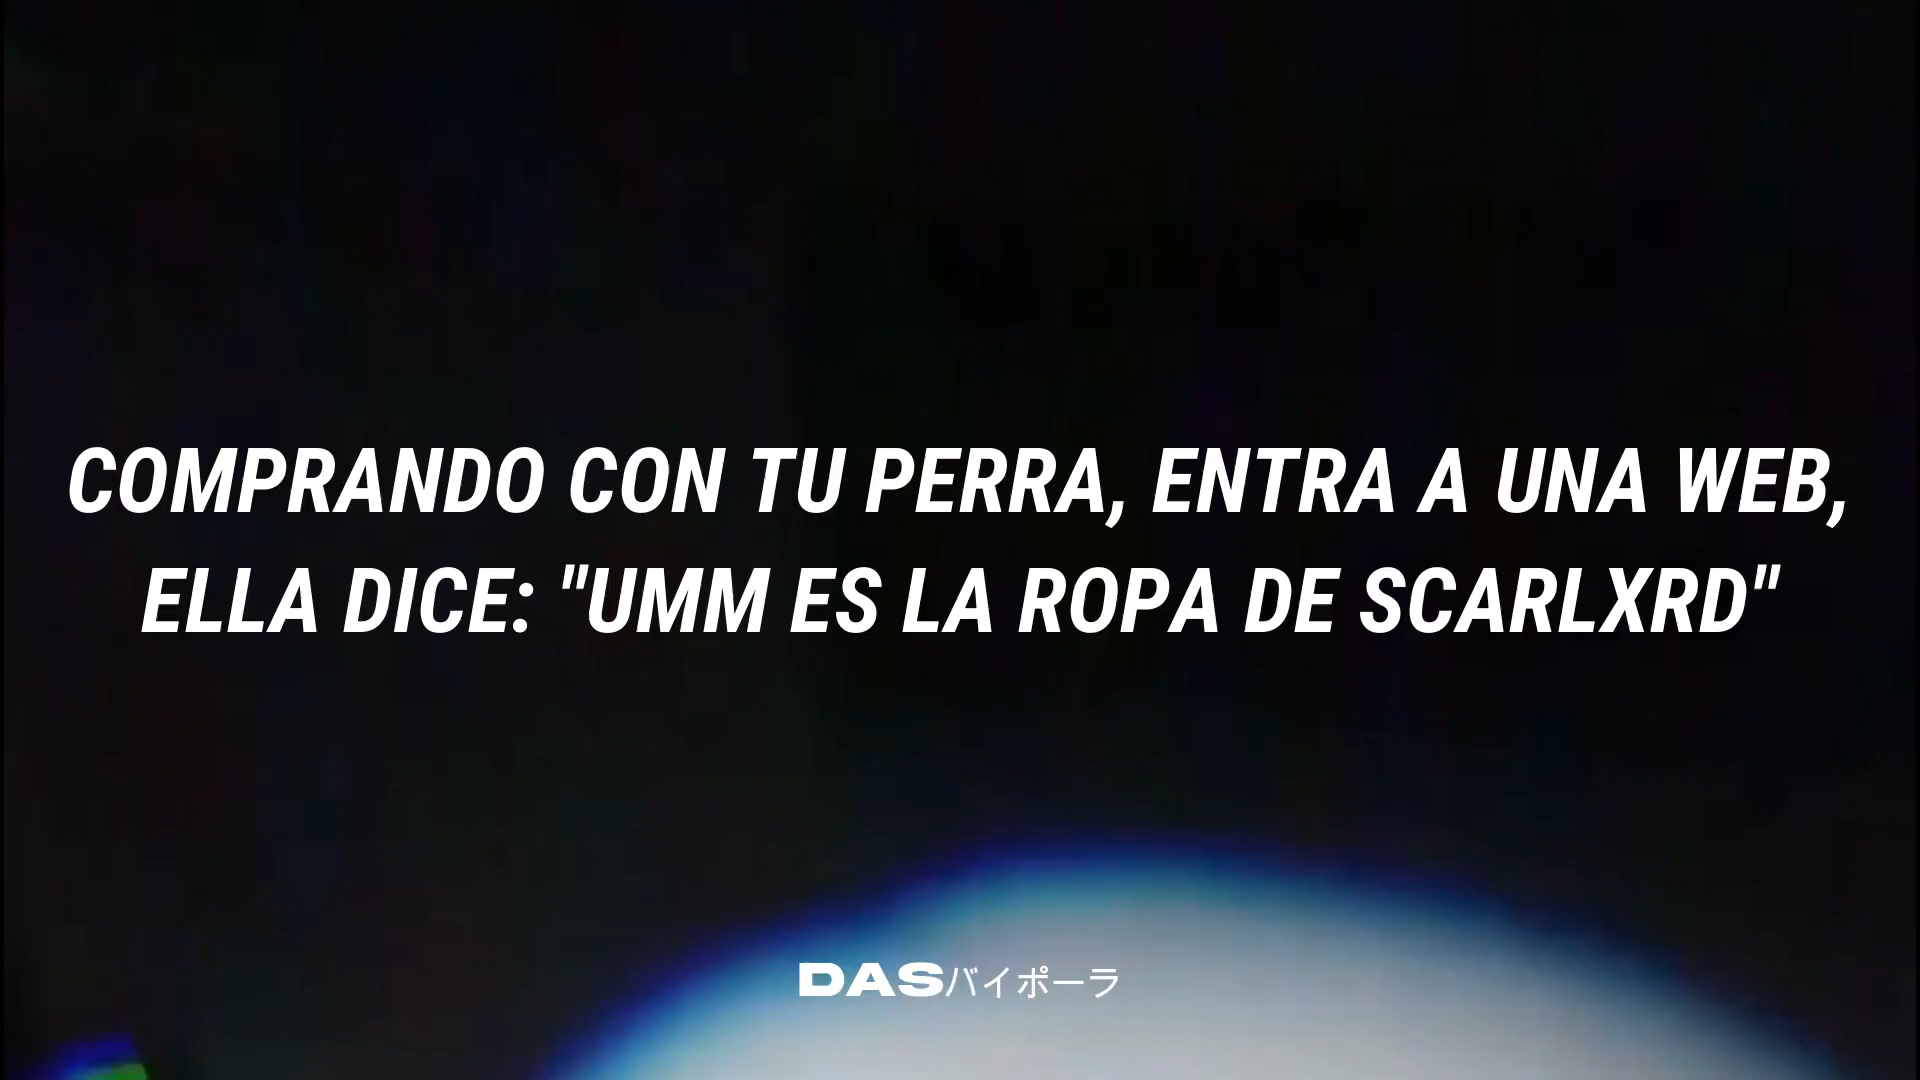 COMPRANDO CON TU PERRA, ENTRA A UNA WEB,
ELLA DICE: "UMM ES LA ROPA DE SCARLXRD"
DASバイポーラ